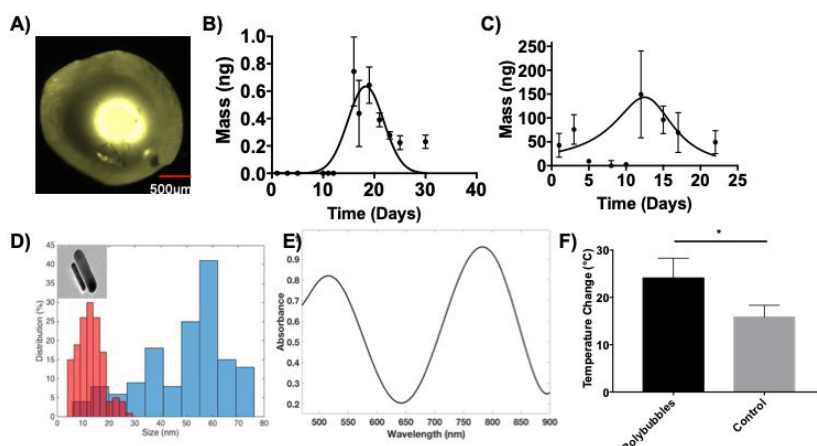 A)
500um
B)
Mass (ng)
1.0
0.8
0.6
0.4
0.2
0.0
0 10 20 30 40
Time (Days)
C)
Mass (ng)
250
200
150
100
50
0
0 5 10 15 20 25
Time (Days)
D)
Distribution (%)
45
40
35
30
25
20
15
10
5
0
0 10 20 30 40 50 60 70 80
Size (nm)
E)
Absorbance
0.9
0.8
0.7
0.6
0.5
0.4
0.3
0.2
500 550 600 650 700 750 800 850 900
Wavelength (nm)
F)
Temperature Change (°C)
30
20
10
0
*
Polybubbles
Control